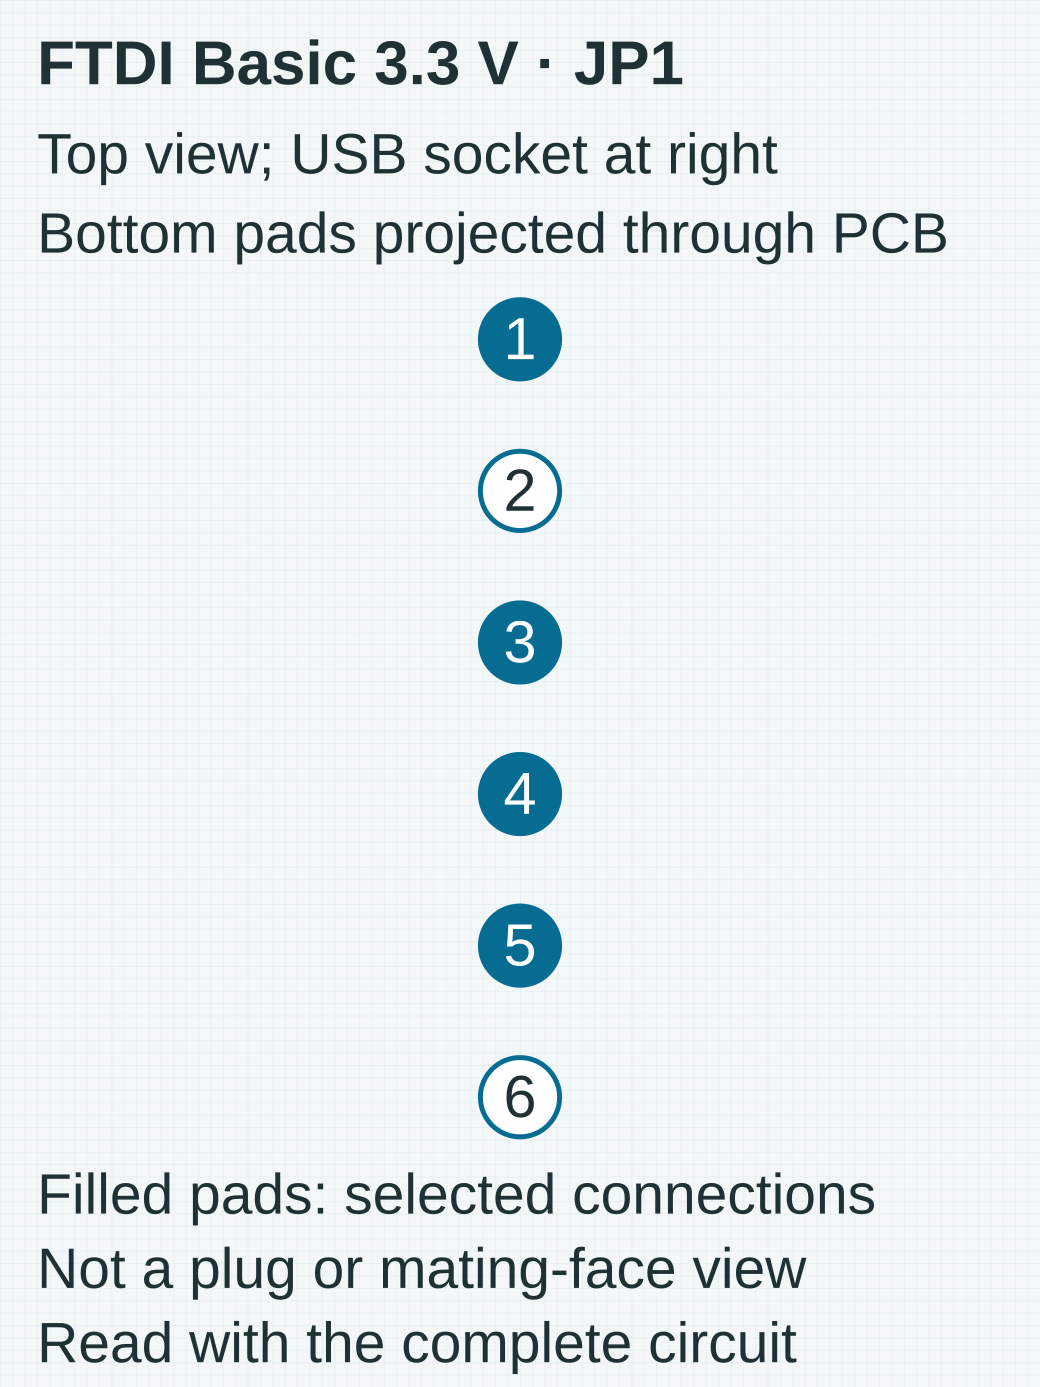 FTDI Basic 3.3 V · JP1
Top view; USB socket at right
Bottom pads projected through PCB
1
2
3
4
5
6
Filled pads: selected connections
Not a plug or mating-face view
Read with the complete circuit